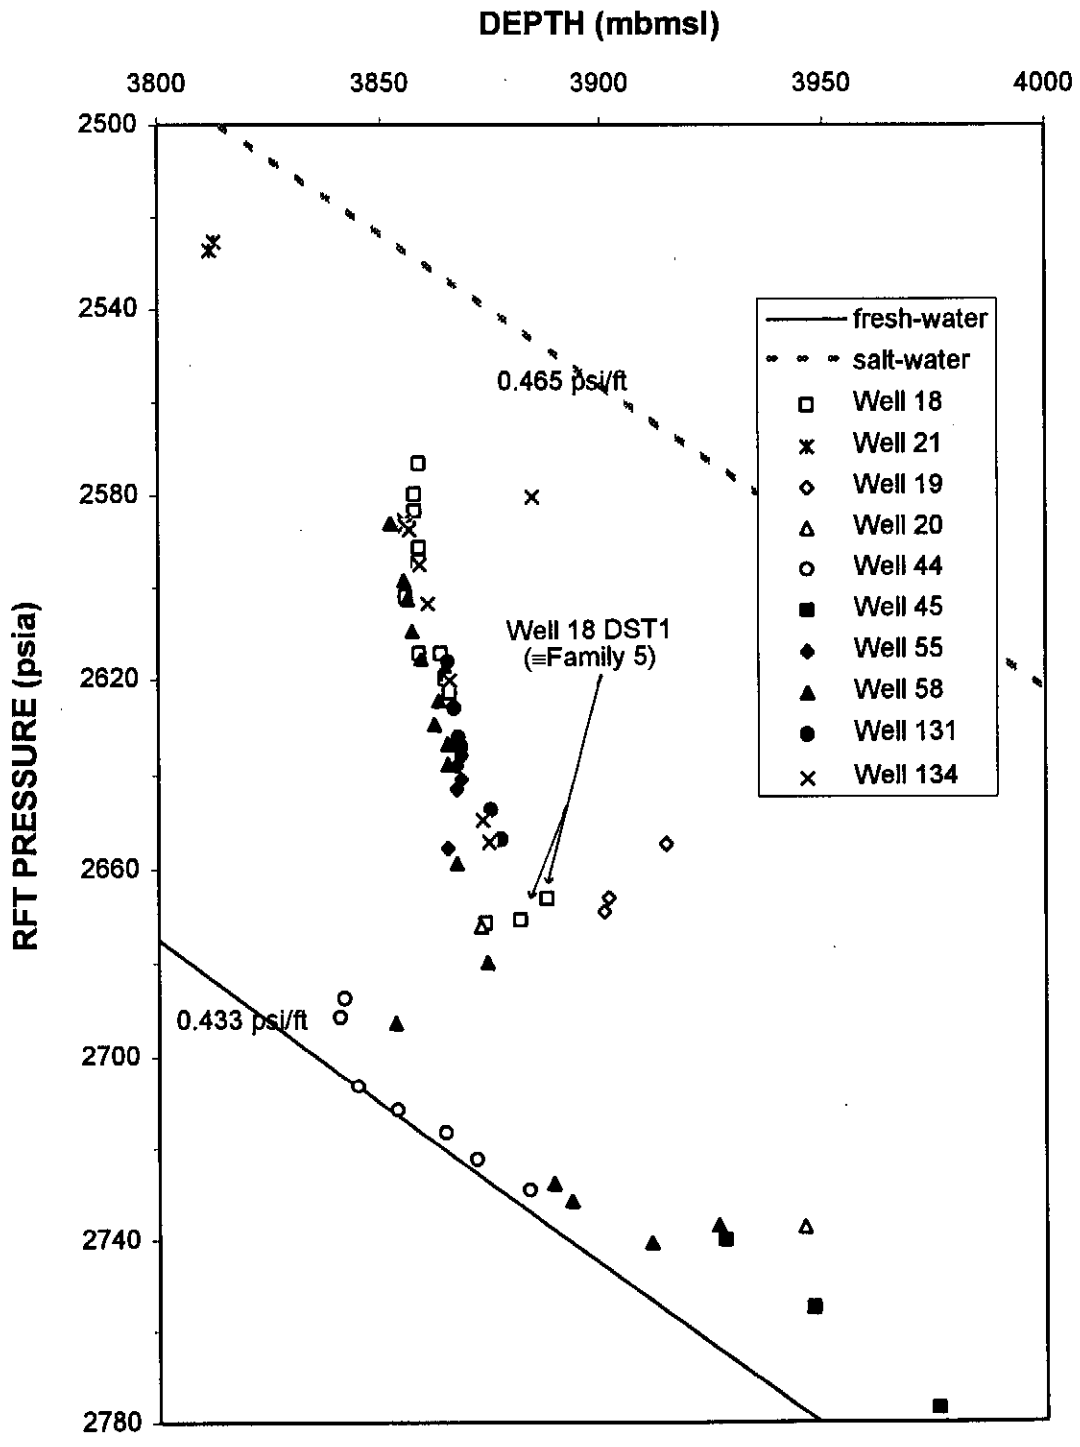 DEPTH (mbmsl)
3800 3850 3900 3950 4000
2500
2540
2580
2620
2660
2700
2740
2780
RFT PRESSURE (psia)
0.465 psi/ft
fresh-water
salt-water
Well 18
Well 21
Well 19
Well 20
Well 44
Well 45
Well 55
Well 58
Well 131
Well 134
Well 18 DST1
(≡Family 5)
0.433 psi/ft